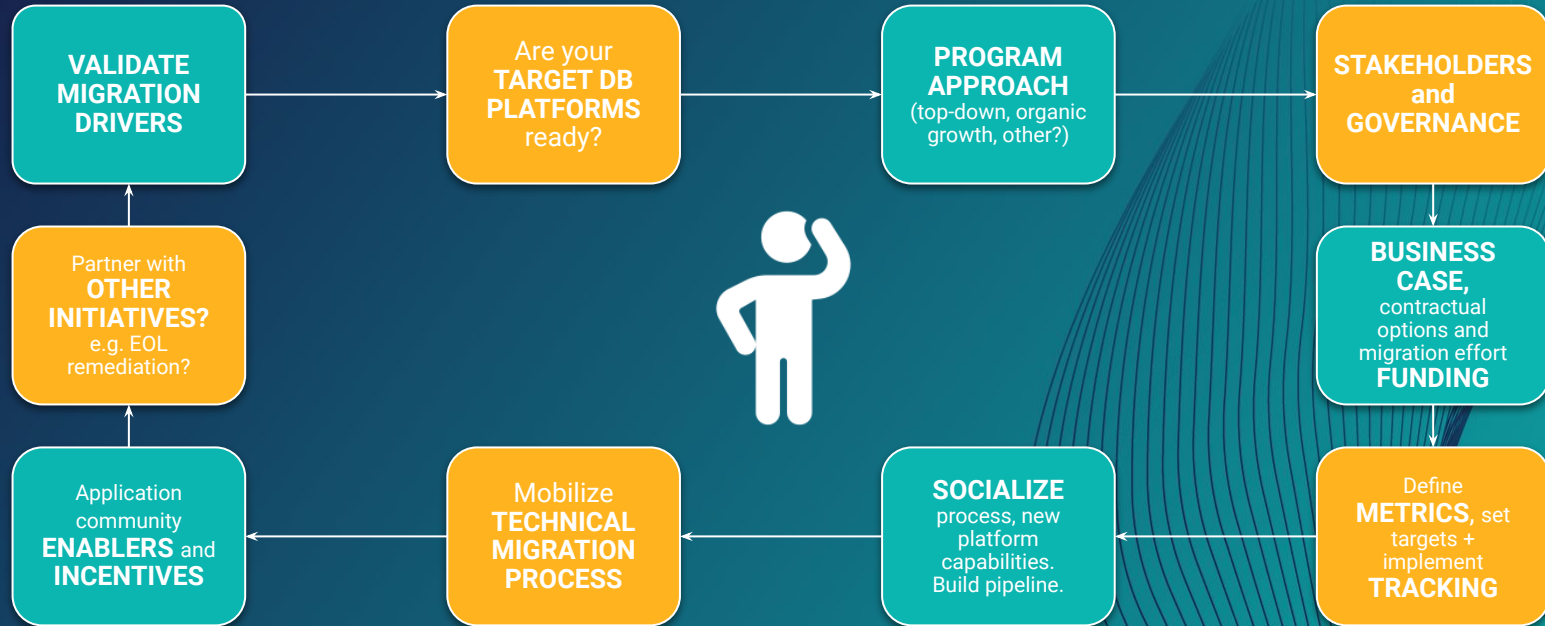 VALIDATE
MIGRATION
DRIVERS
Are your
TARGET DB
PLATFORMS
ready?
PROGRAM
APPROACH
(top-down, organic
growth, other?)
STAKEHOLDERS
and
GOVERNANCE
BUSINESS
CASE,
contractual
options and
migration effort
FUNDING
Define
METRICS, set
targets +
implement
TRACKING
SOCIALIZE
process, new
platform
capabilities.
Build pipeline.
Mobilize
TECHNICAL
MIGRATION
PROCESS
Application
community
ENABLERS and
INCENTIVES
Partner with
OTHER
INITIATIVES?
e.g. EOL
remediation?